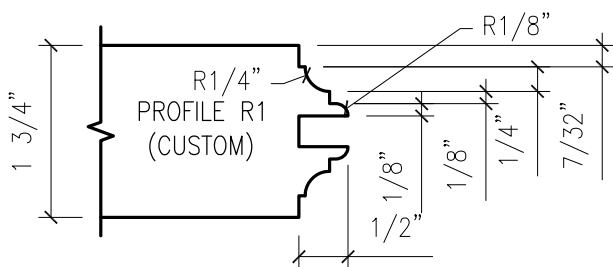 R1/8”
R1/4”
PROFILE R1
(CUSTOM)
1 3/4”
1/8”
1/8”
1/4”
7/32”
1/2”